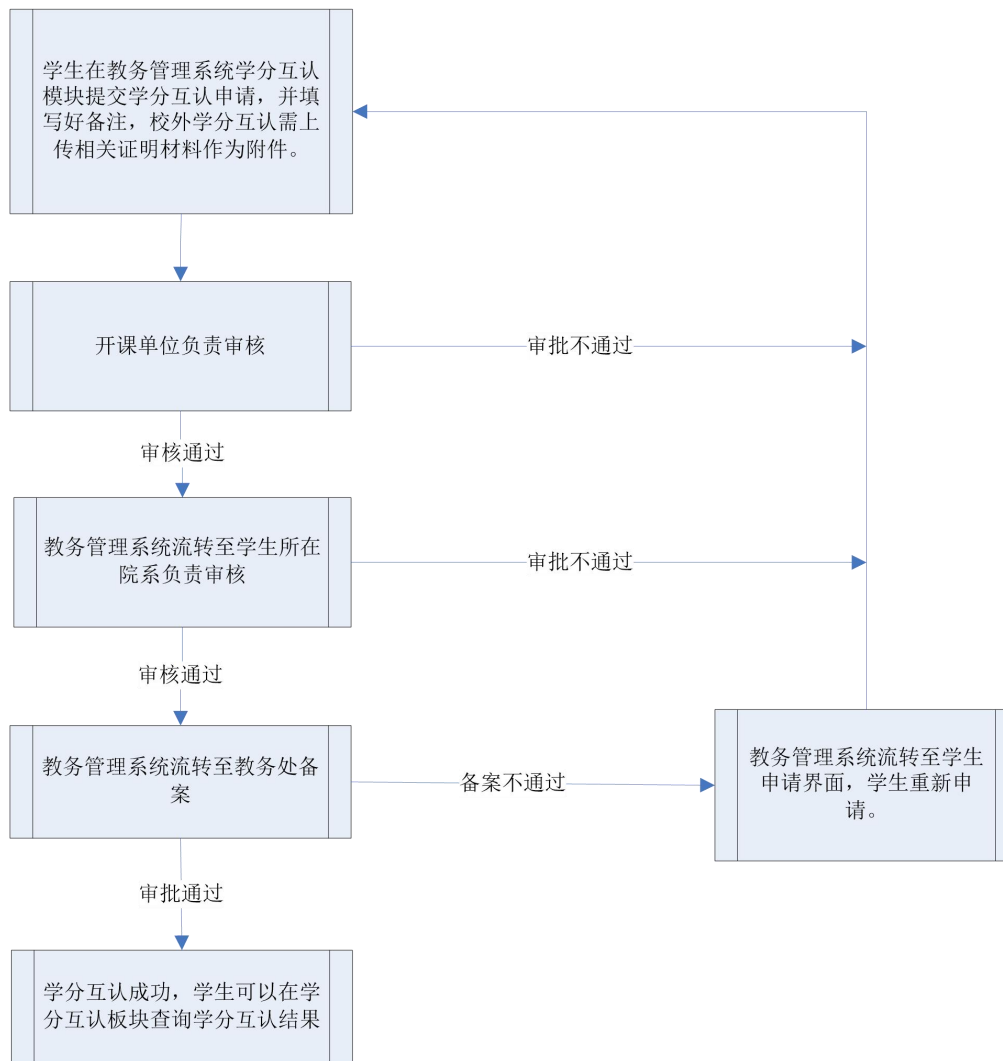 学生在教务管理系统学分互认
模块提交学分互认申请，并填
写好备注，校外学分互认需上
传相关证明材料作为附件。
开课单位负责审核
审批不通过
审核通过
教务管理系统流转至学生所在
院系负责审核
审批不通过
审核通过
教务管理系统流转至教务处备
案
备案不通过
教务管理系统流转至学生
申请界面，学生重新申
请。
审批通过
学分互认成功，学生可以在学
分互认板块查询学分互认结果